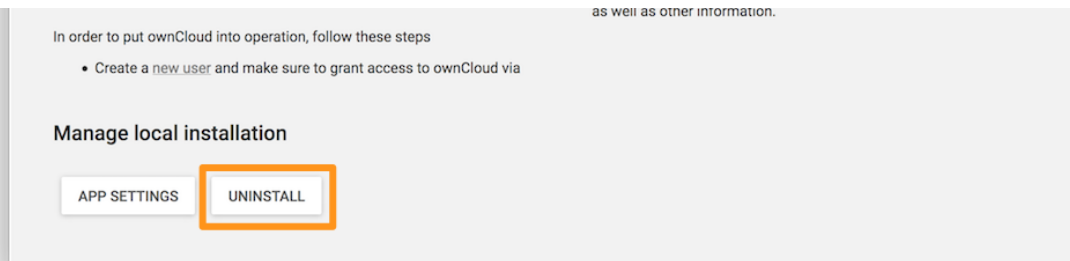 as well as other information.
In order to put ownCloud into operation, follow these steps
• Create a new user and make sure to grant access to ownCloud via
Manage local installation
APP SETTINGS
UNINSTALL